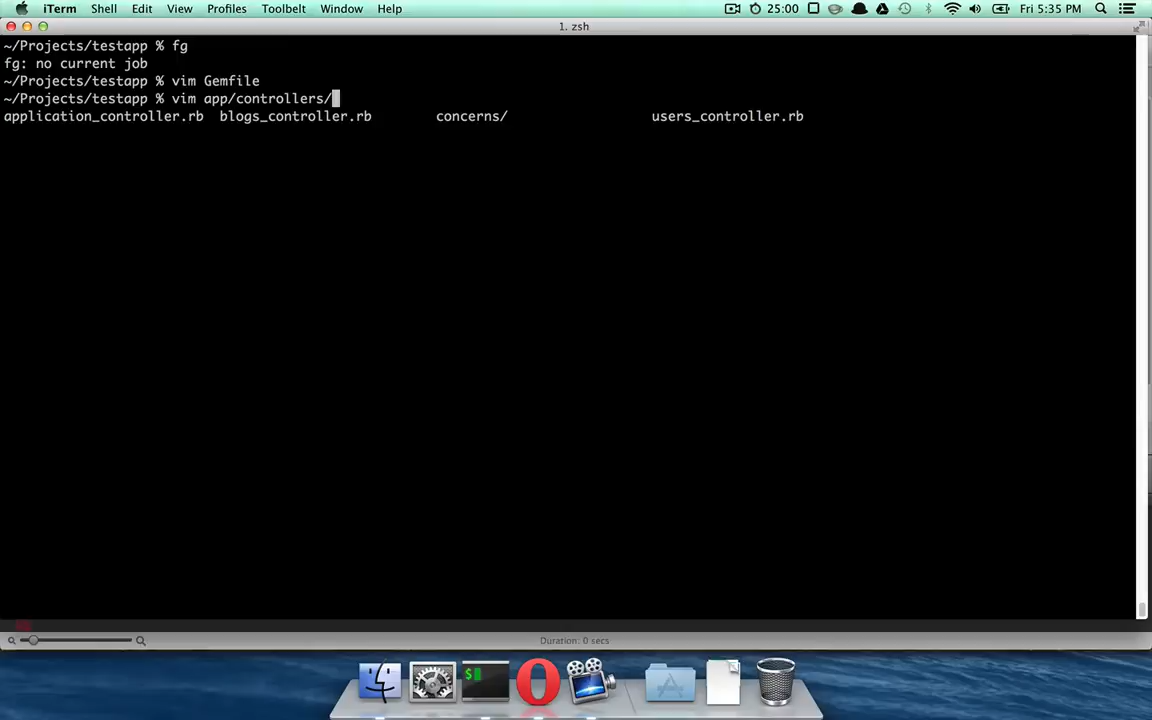 iTerm Shell Edit View Profiles Toolbelt Window Help 25:00 Fri 5:35 PM
1. zsh
~/Projects/testapp % fg
fg: no current job
~/Projects/testapp % vim Gemfile
~/Projects/testapp % vim app/controllers/
application_controller.rb blogs_controller.rb concerns/ users_controller.rb
Duration: 0 secs
$